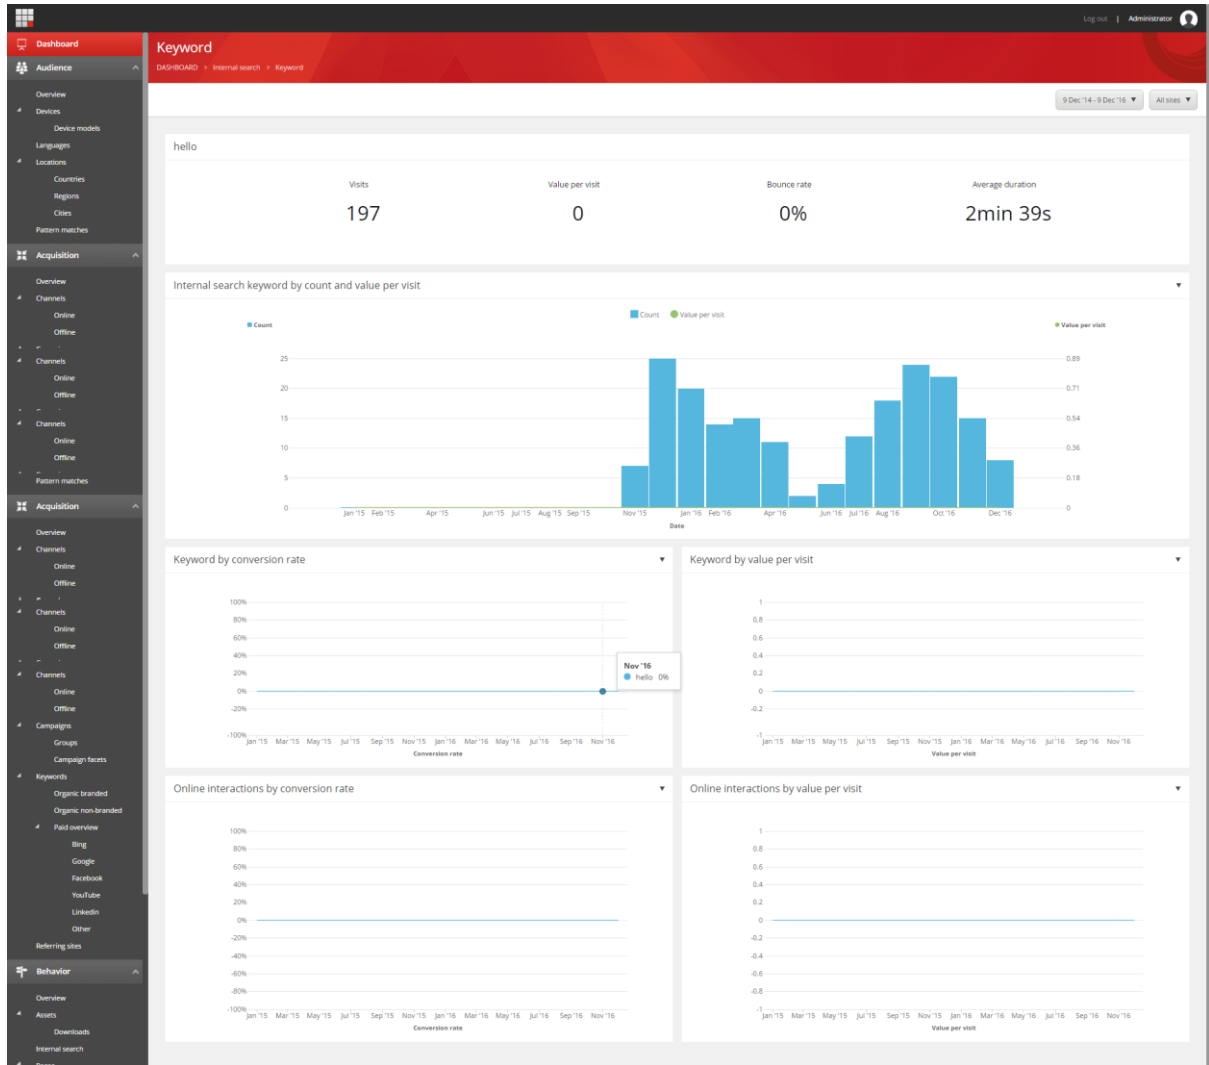 Log out | Administrator
Dashboard
Audience
Overview
Devices
Device models
Languages
Locations
Countries
Regions
Cities
Pattern matches
Acquisition
Overview
Channels
Online
Offline
Channels
Online
Offline
Channels
Online
Offline
Pattern matches
Acquisition
Overview
Channels
Online
Offline
Channels
Online
Offline
Channels
Online
Offline
Campaigns
Groups
Campaign facets
Keywords
Organic branded
Organic non-branded
Paid overview
Bing
Google
Facebook
YouTube
Linkedin
Other
Referring sites
Behavior
Overview
Assets
Downloads
Internal search
Keyword
DASHBOARD > Internal search > Keyword
9 Dec '14 - 9 Dec '16 ▼ All sites ▼
hello
Visits Value per visit Bounce rate Average duration
197 0 0% 2min 39s
Internal search keyword by count and value per visit
Count Value per visit
Count Value per visit
25 0.89
20 0.71
15 0.54
10 0.36
5 0.18
0 0
Jan '15 Feb '15 Apr '15 Jun '15 Jul '15 Aug '15 Sep '15 Nov '15 Jan '16 Feb '16 Apr '16 Jun '16 Jul '16 Aug '16 Oct '16 Dec '16
Date
Keyword by conversion rate
100%
80%
60%
40%
20%
0%
-20%
-100%
Nov '16
hello 0%
Jan '15 Mar '15 May '15 Jul '15 Sep '15 Nov '15 Jan '16 Mar '16 May '16 Jul '16 Sep '16 Nov '16
Conversion rate
Keyword by value per visit
1
0.8
0.6
0.4
0.2
0
-0.2
-1
Jan '15 Mar '15 May '15 Jul '15 Sep '15 Nov '15 Jan '16 Mar '16 May '16 Jul '16 Sep '16 Nov '16
Value per visit
Online interactions by conversion rate
100%
80%
60%
40%
20%
0%
-20%
-40%
-60%
-80%
-100%
Jan '15 Mar '15 May '15 Jul '15 Sep '15 Nov '15 Jan '16 Mar '16 May '16 Jul '16 Sep '16 Nov '16
Conversion rate
Online interactions by value per visit
1
0.8
0.6
0.4
0.2
0
-0.2
-0.4
-0.6
-0.8
-1
Jan '15 Mar '15 May '15 Jul '15 Sep '15 Nov '15 Jan '16 Mar '16 May '16 Jul '16 Sep '16 Nov '16
Value per visit